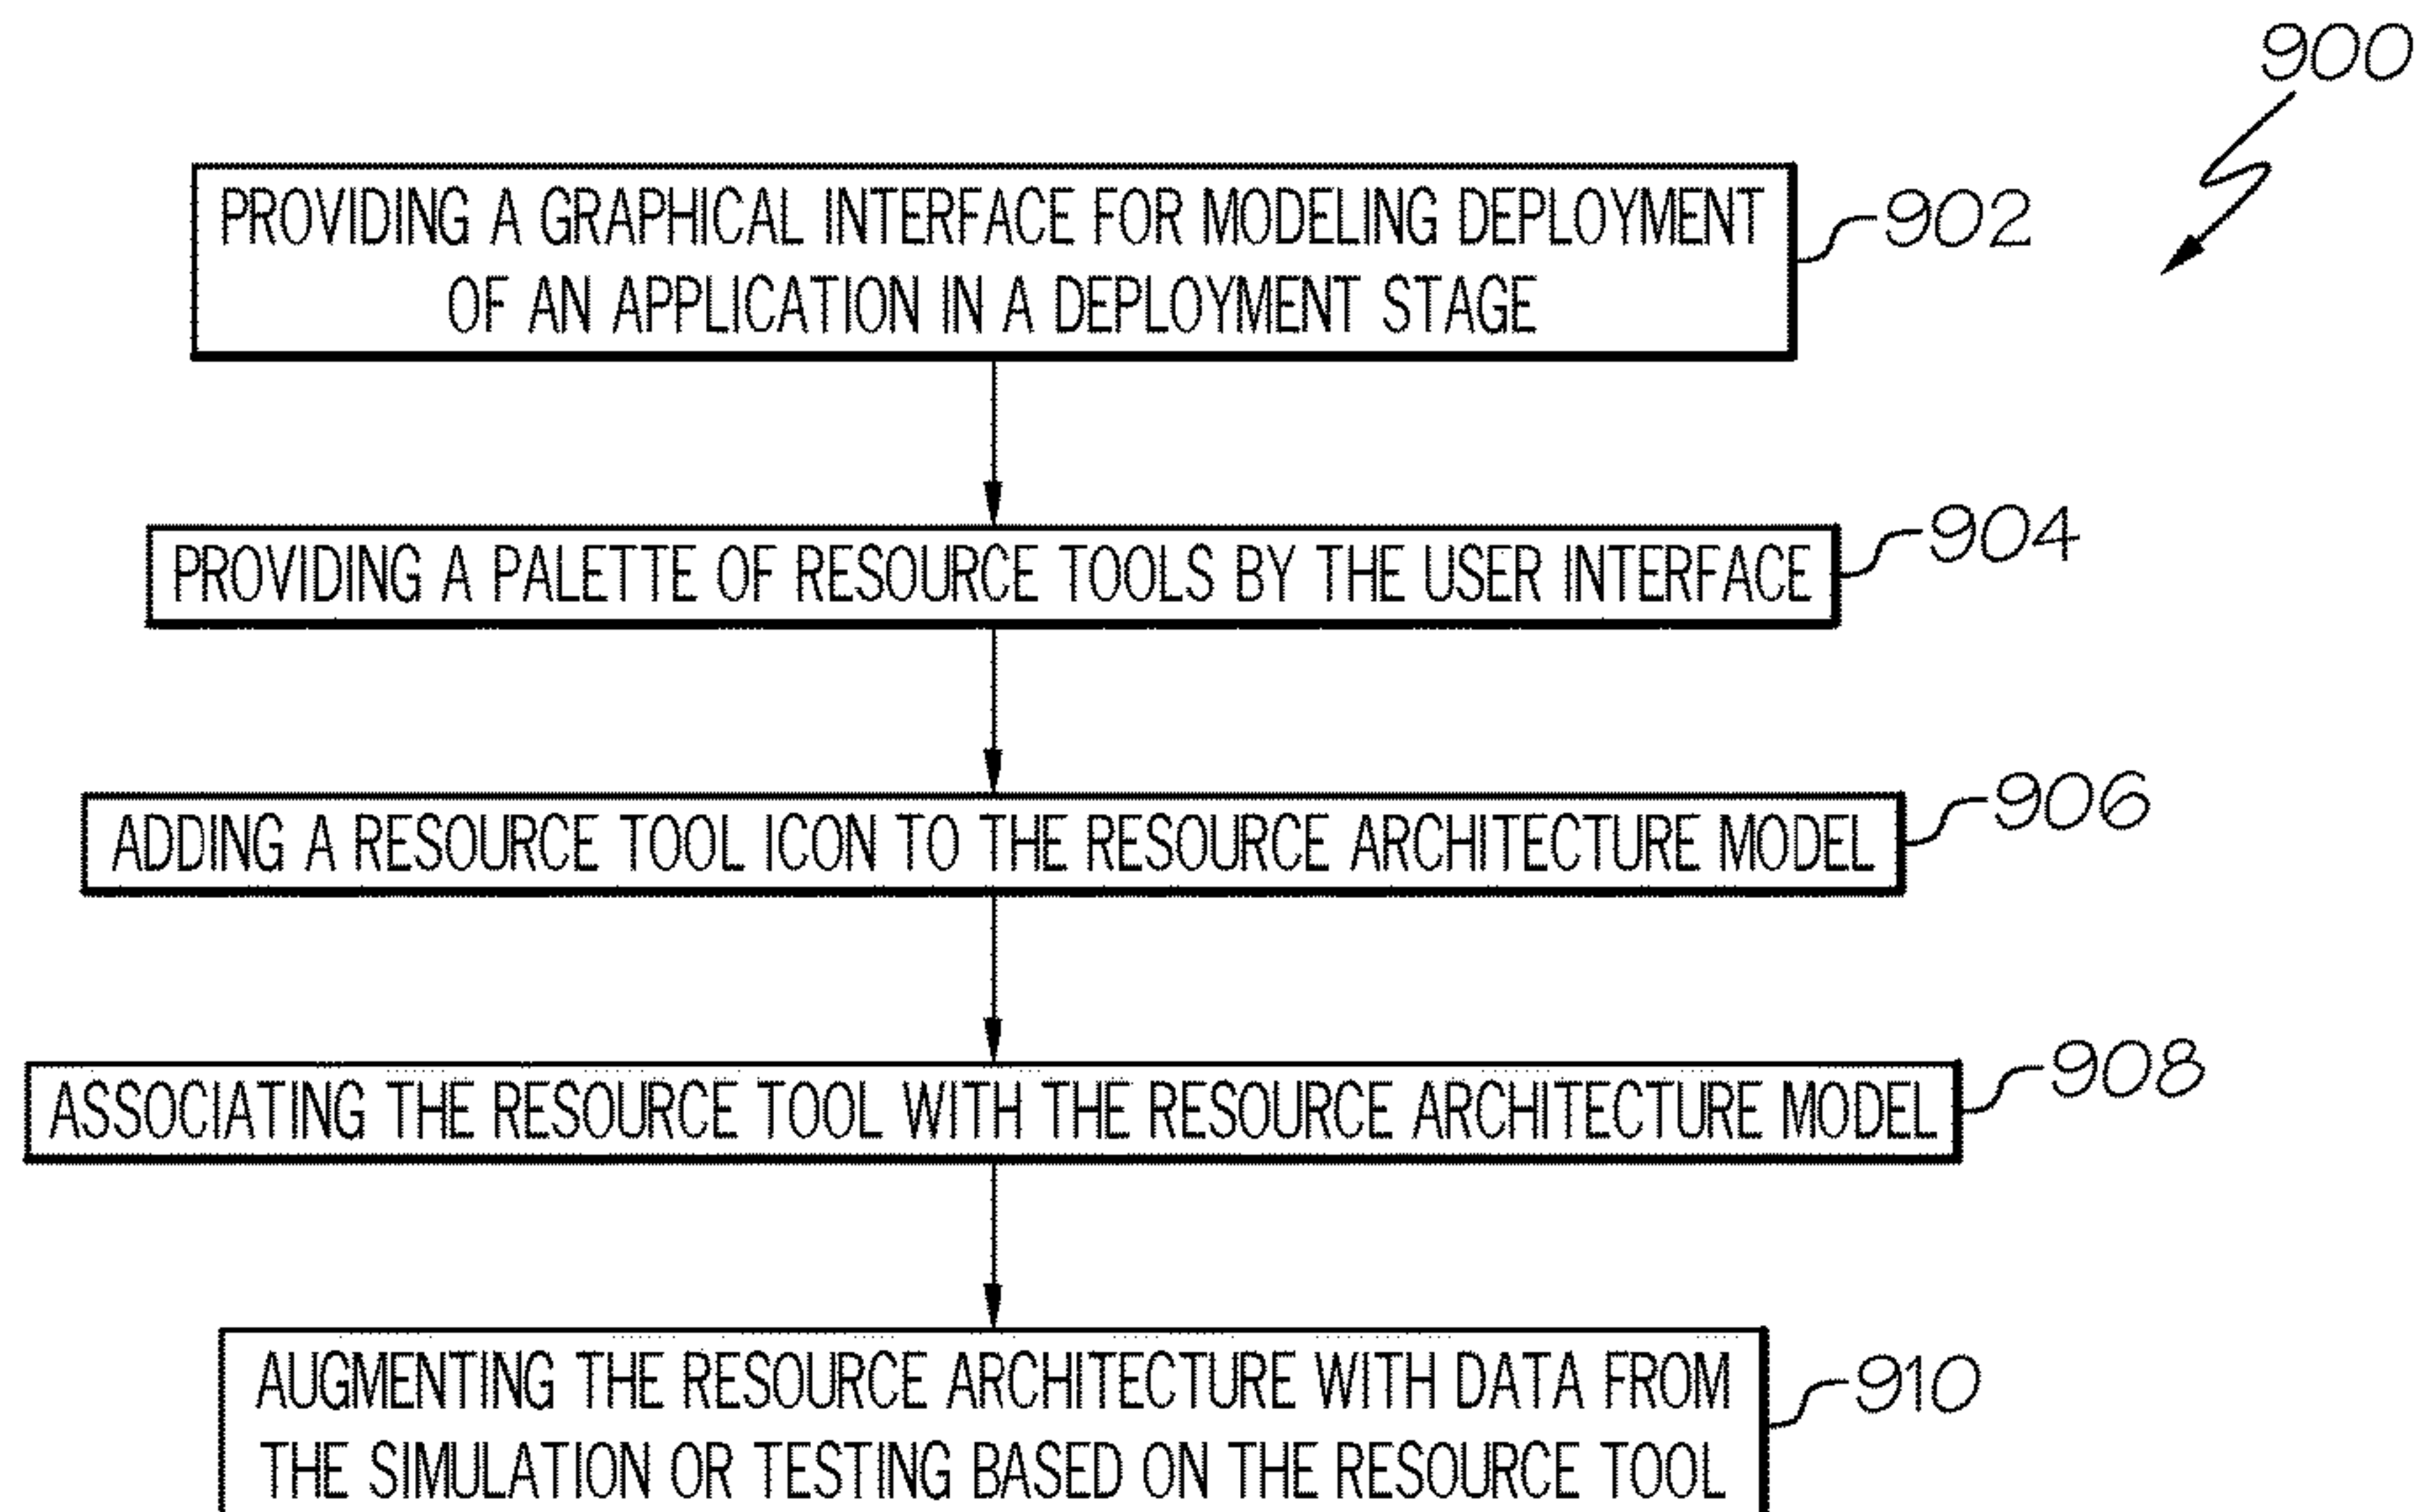 900
PROVIDING A GRAPHICAL INTERFACE FOR MODELING DEPLOYMENT
OF AN APPLICATION IN A DEPLOYMENT STAGE
902
PROVIDING A PALETTE OF RESOURCE TOOLS BY THE USER INTERFACE
904
ADDING A RESOURCE TOOL ICON TO THE RESOURCE ARCHITECTURE MODEL
906
ASSOCIATING THE RESOURCE TOOL WITH THE RESOURCE ARCHITECTURE MODEL
908
AUGMENTING THE RESOURCE ARCHITECTURE WITH DATA FROM
THE SIMULATION OR TESTING BASED ON THE RESOURCE TOOL
910